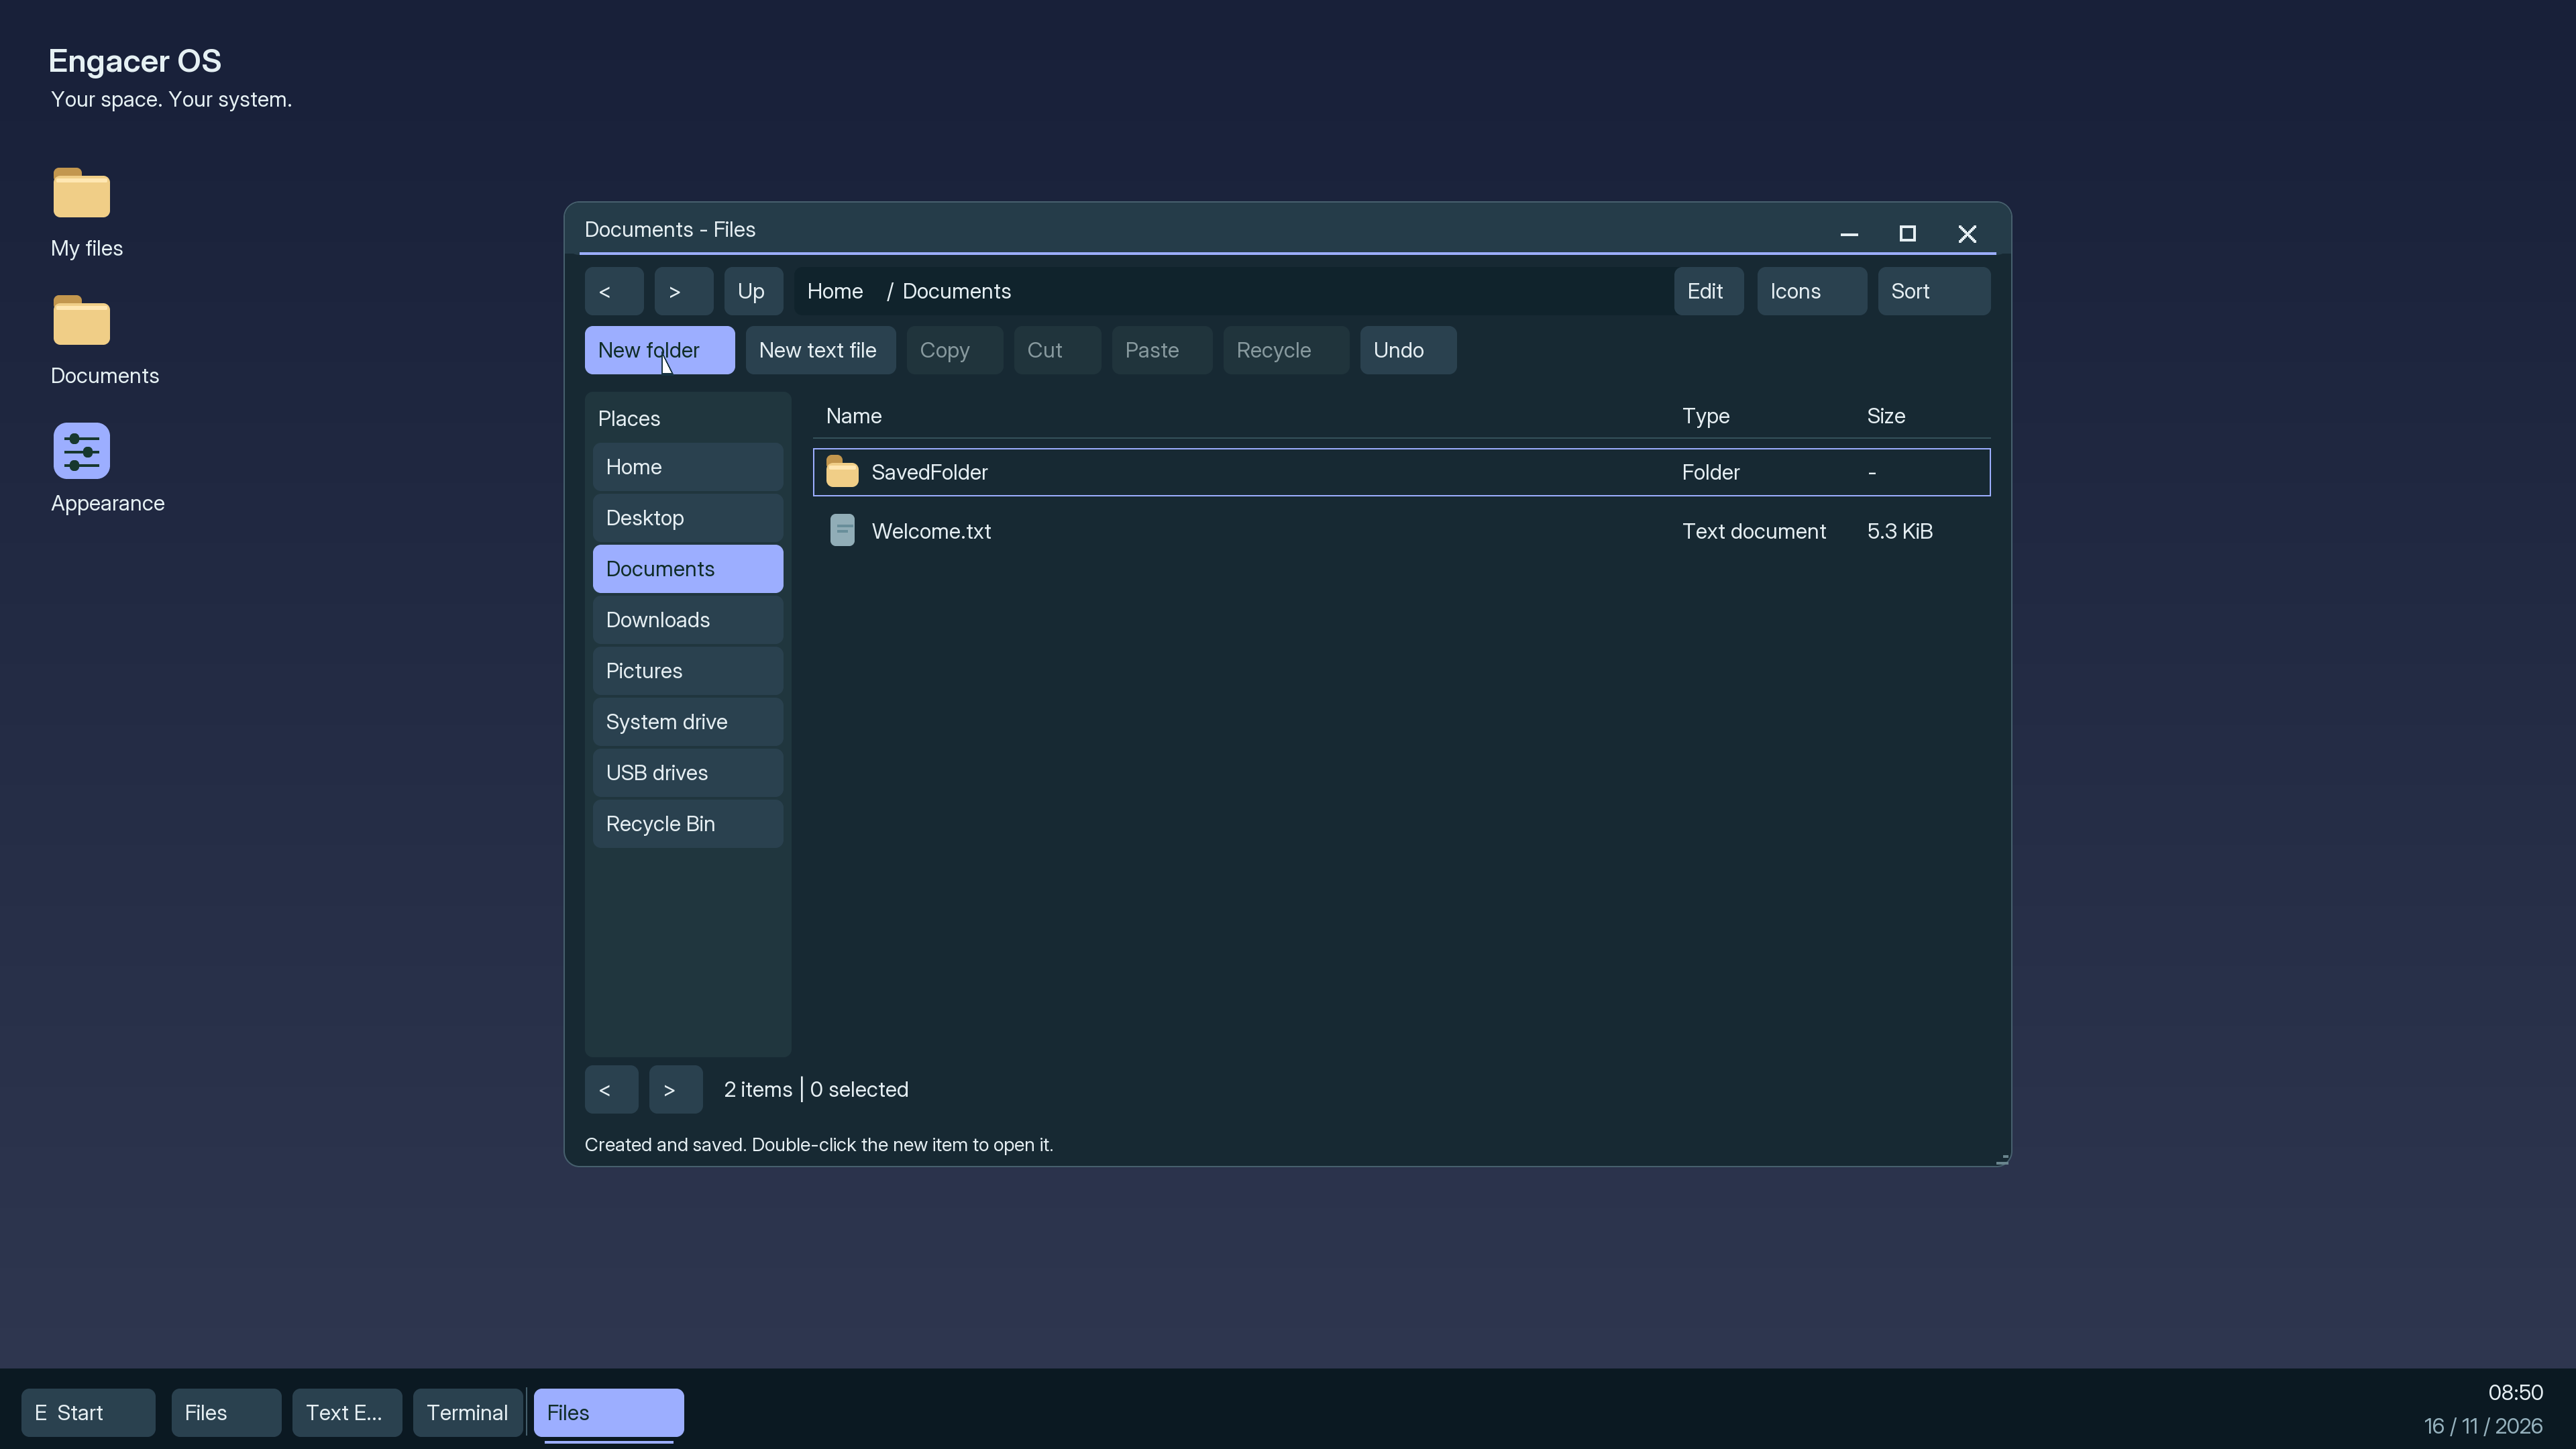 Engacer OS
Your space. Your system.
My files
Documents
Appearance
Documents - Files
< > Up Home / Documents Edit Icons Sort
New folder New text file Copy Cut Paste Recycle Undo
Places
Home
Desktop
Documents
Downloads
Pictures
System drive
USB drives
Recycle Bin
Name Type Size
SavedFolder Folder -
Welcome.txt Text document 5.3 KiB
< > 2 items | 0 selected
Created and saved. Double-click the new item to open it.
E Start Files Text E... Terminal Files
08:50
16 / 11 / 2026